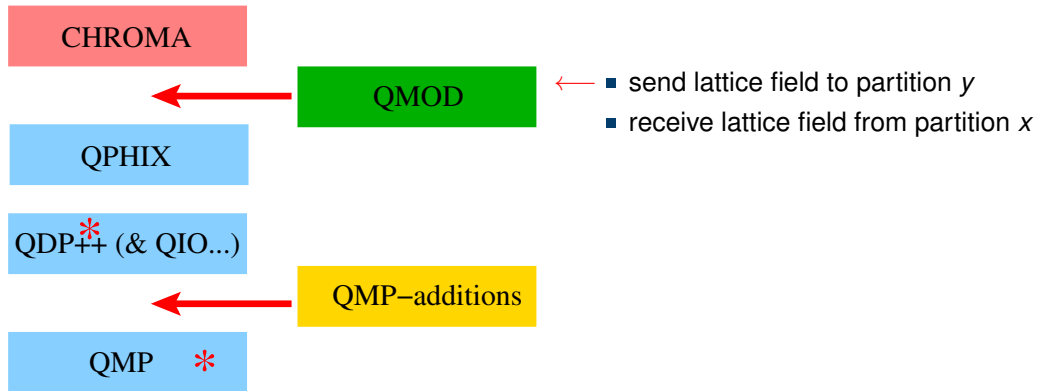 CHROMA
QMOD
▪ send lattice field to partition y
▪ receive lattice field from partition x
QPHIX
QDP++ (& QIO...)
*
QMP−additions
QMP *